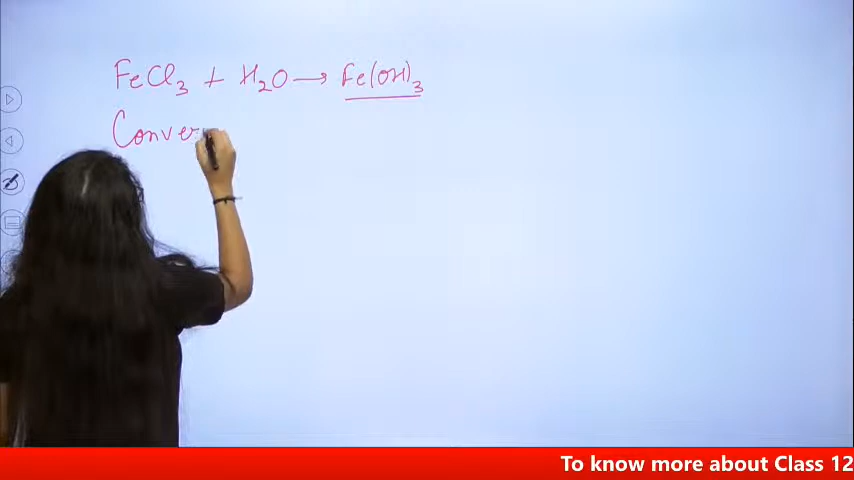 FeCl₃ + H₂O → Fe(OH)₃
Conver
To know more about Class 12